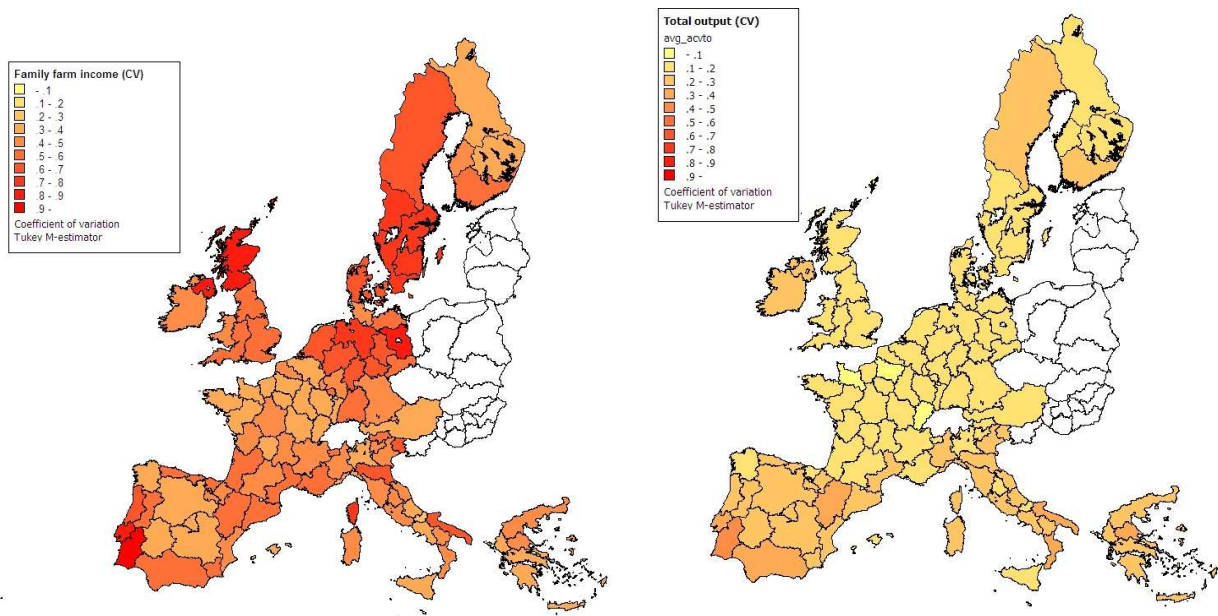 Family farm income (CV)
- .1
.1 - .2
.2 - .3
.3 - .4
.4 - .5
.5 - .6
.6 - .7
.7 - .8
.8 - .9
.9 -
Coefficient of variation
Tukey M-estimator
Total output (CV)
avg_acvto
- .1
.1 - .2
.2 - .3
.3 - .4
.4 - .5
.5 - .6
.6 - .7
.7 - .8
.8 - .9
.9 -
Coefficient of variation
Tukey M-estimator